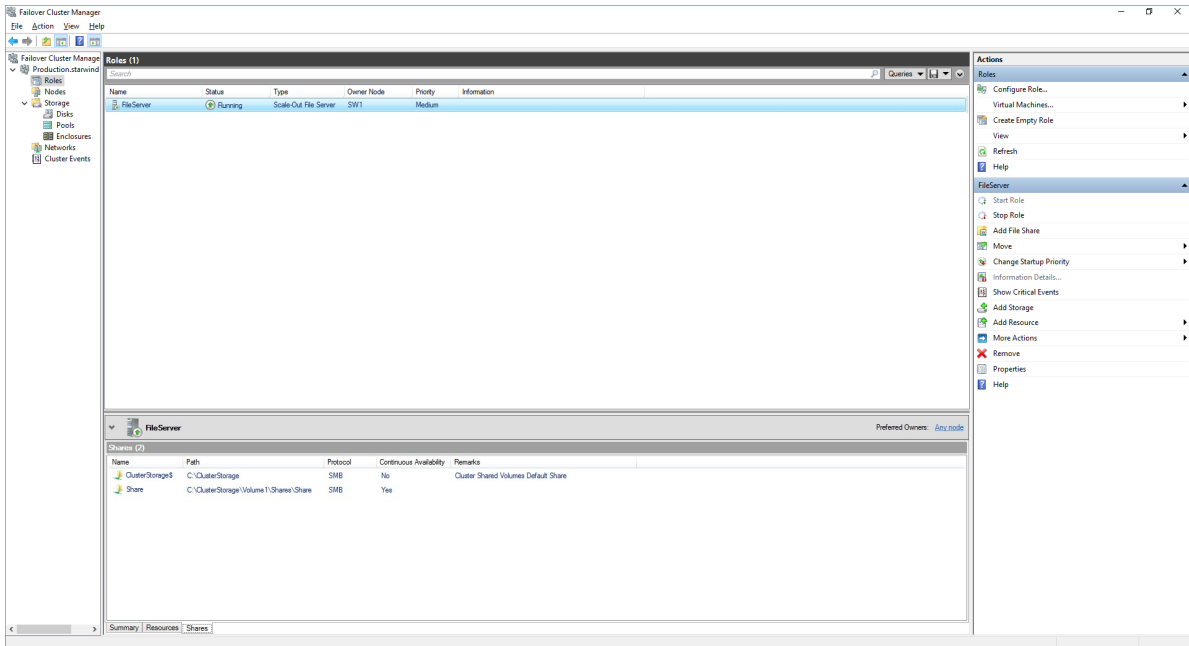 Failover Cluster Manager
File Action View Help
Failover Cluster Manage
Production.starwind
Roles
Nodes
Storage
Disks
Pools
Enclosures
Networks
Cluster Events
Roles (1)
Search
Queries
Name Status Type Owner Node Priority Information
FileServer Running Scale-Out File Server SW1 Medium
FileServer
Preferred Owners: Any node
Shares (2)
Name Path Protocol Continuous Availability Remarks
ClusterStorage$ C:\ClusterStorage SMB No Cluster Shared Volumes Default Share
Share C:\ClusterStorage\Volume1\Shares\Share SMB Yes
Summary Resources Shares
Actions
Roles
Configure Role...
Virtual Machines...
Create Empty Role
View
Refresh
Help
FileServer
Start Role
Stop Role
Add File Share
Move
Change Startup Priority
Information Details...
Show Critical Events
Add Storage
Add Resource
More Actions
Remove
Properties
Help